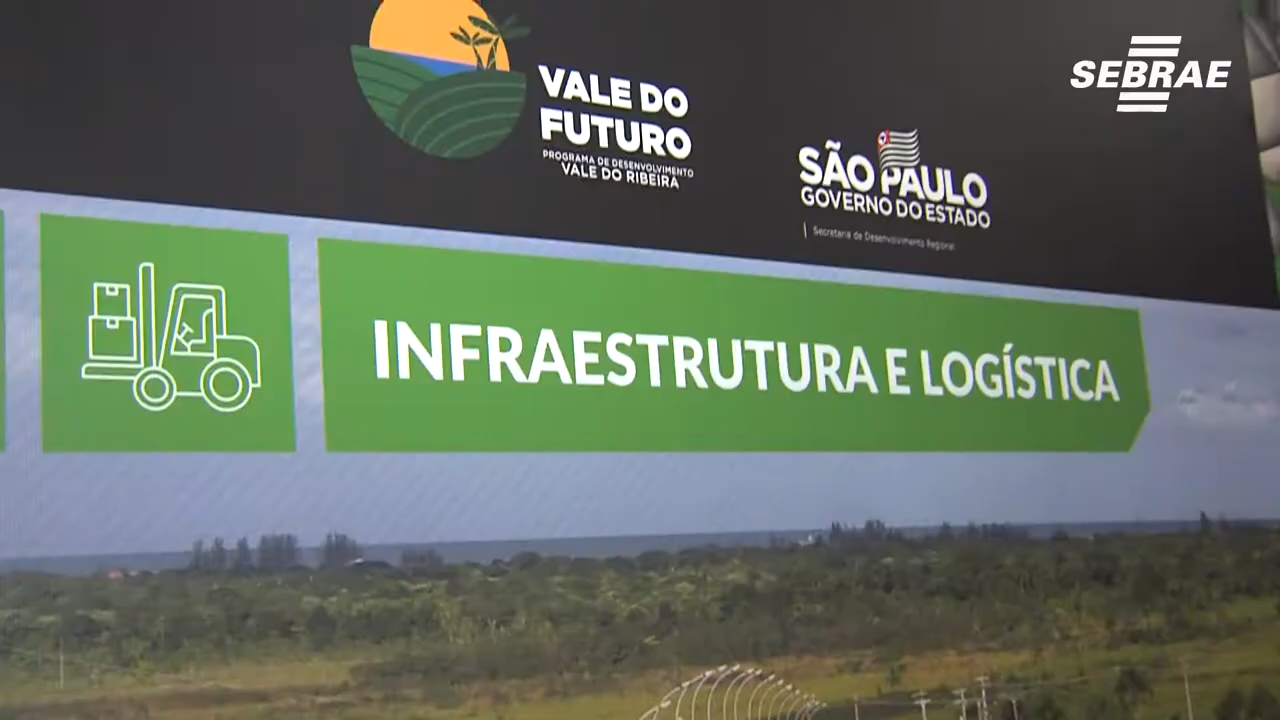 SEBRAE
VALE DO
FUTURO
PROGRAMA DE DESENVOLVIMENTO
VALE DO RIBEIRA
SÃO PAULO
GOVERNO DO ESTADO
Secretaria de Desenvolvimento Regional
INFRAESTRUTURA E LOGÍSTICA